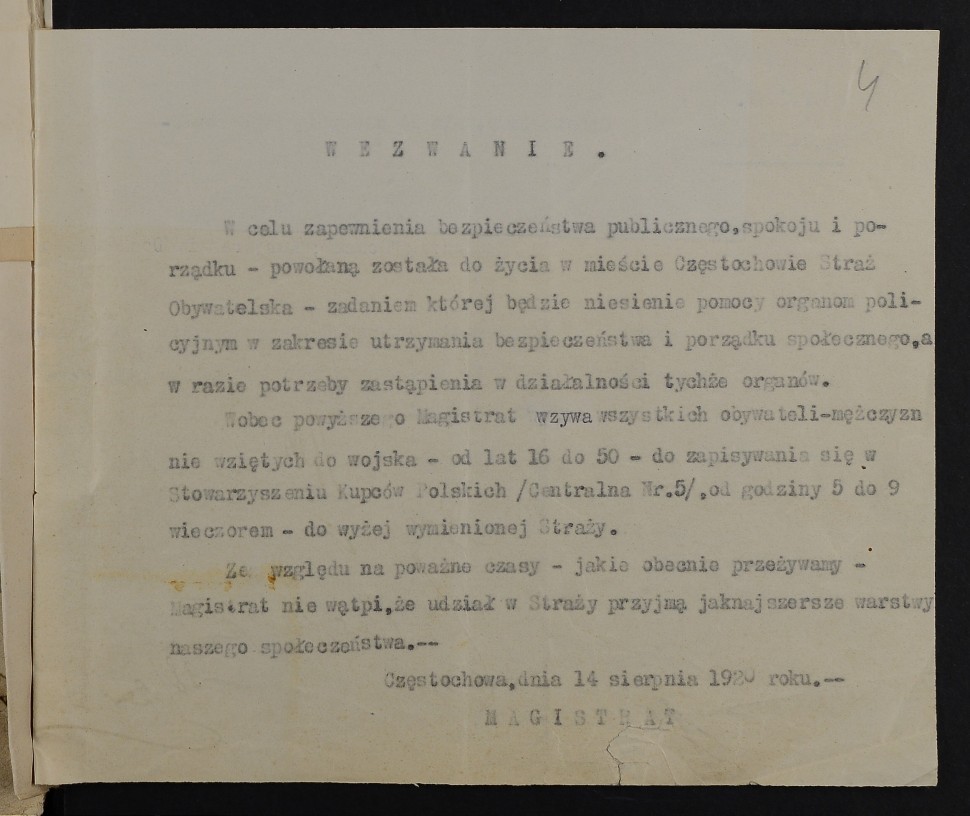 4
W E Z W A N I E .
W celu zapewnienia bezpieczeństwa publicznego,spokoju i po-
rządku - powołaną została do życia w mieście Częstochowie Straż
Obywatelska - zadaniem której będzie niesienie pomocy organom poli-
cyjnym w zakresie utrzymania bezpieczeństwa i porządku społecznego,a
w razie potrzeby zastąpienia w działalności tychże organów.
Wobec powyższego Magistrat wzywa wszystkich obywateli-mężczyzn
nie wziętych do wojska - od lat 16 do 50 - do zapisywania się w
Stowarzyszeniu Kupców Polskich /Centralna Nr.5/,od godziny 5 do 9
wieczorem - do wyżej wymienionej Straży.
Ze względu na poważne czasy - jakie obecnie przeżywamy -
Magistrat nie wątpi,że udział w Straży przyjmą jaknajszersze warstwy
naszego społeczeństwa.--
Częstochowa,dnia 14 sierpnia 1920 roku.--
M A G I S T R A T